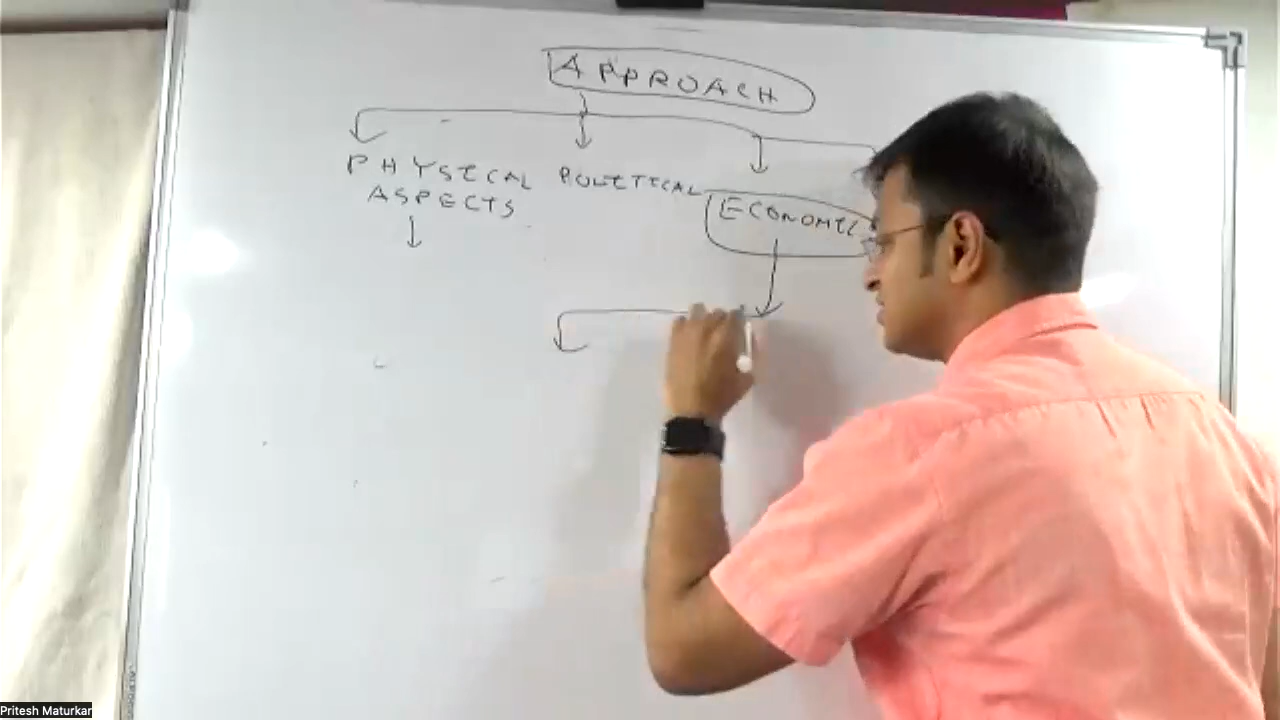 APPROACH
PHYSICAL POLITICAL
ASPECTS
ECONOMIC
Pritesh Maturkar